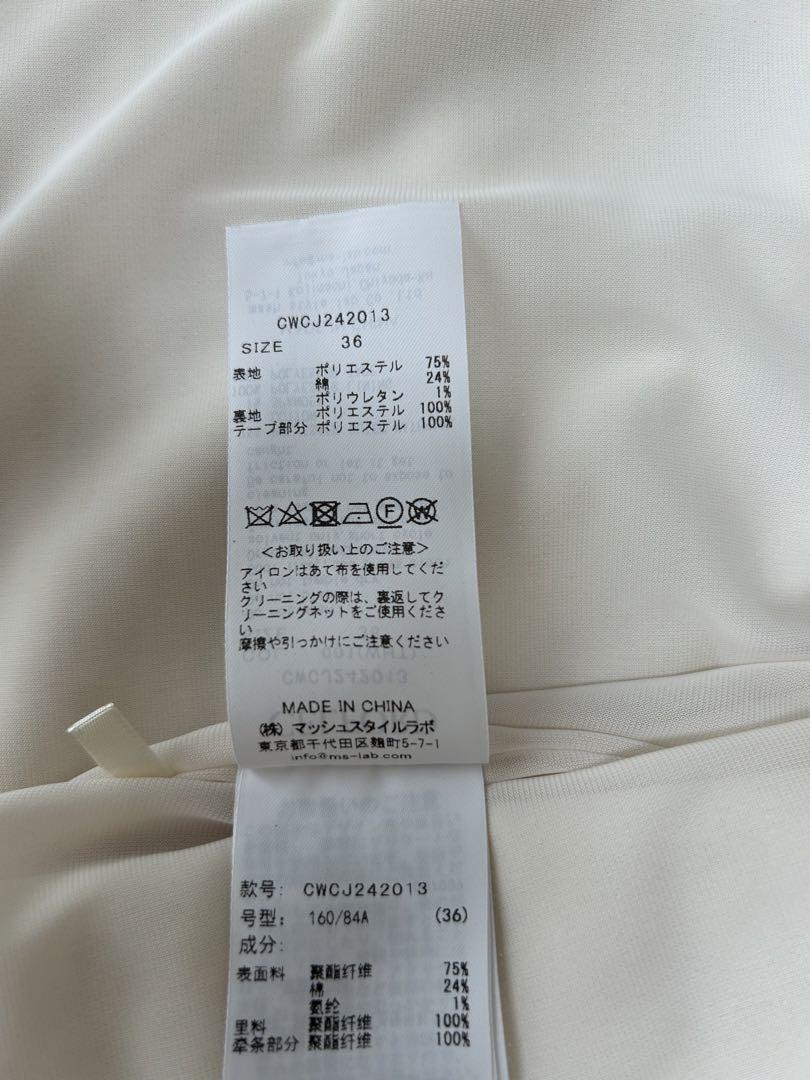 CWCJ242013
SIZE 36
表地 ポリエステル 75%
綿 24%
ポリウレタン 1%
裏地 ポリエステル 100%
テープ部分 ポリエステル 100%
F W
＜お取り扱い上のご注意＞
アイロンはあて布を使用してくだ
さい
クリーニングの際は、裏返してク
リーニングネットをご使用くださ
い
摩擦や引っかけにご注意ください
MADE IN CHINA
(株) マッシュスタイルラボ
東京都千代田区麹町5-7-1
info@ms-lab.com
款号: CWCJ242013
号型: 160/84A (36)
成分:
表面料 聚酯纤维 75%
棉 24%
氨纶 1%
里料 聚酯纤维 100%
牵条部分 聚酯纤维 100%